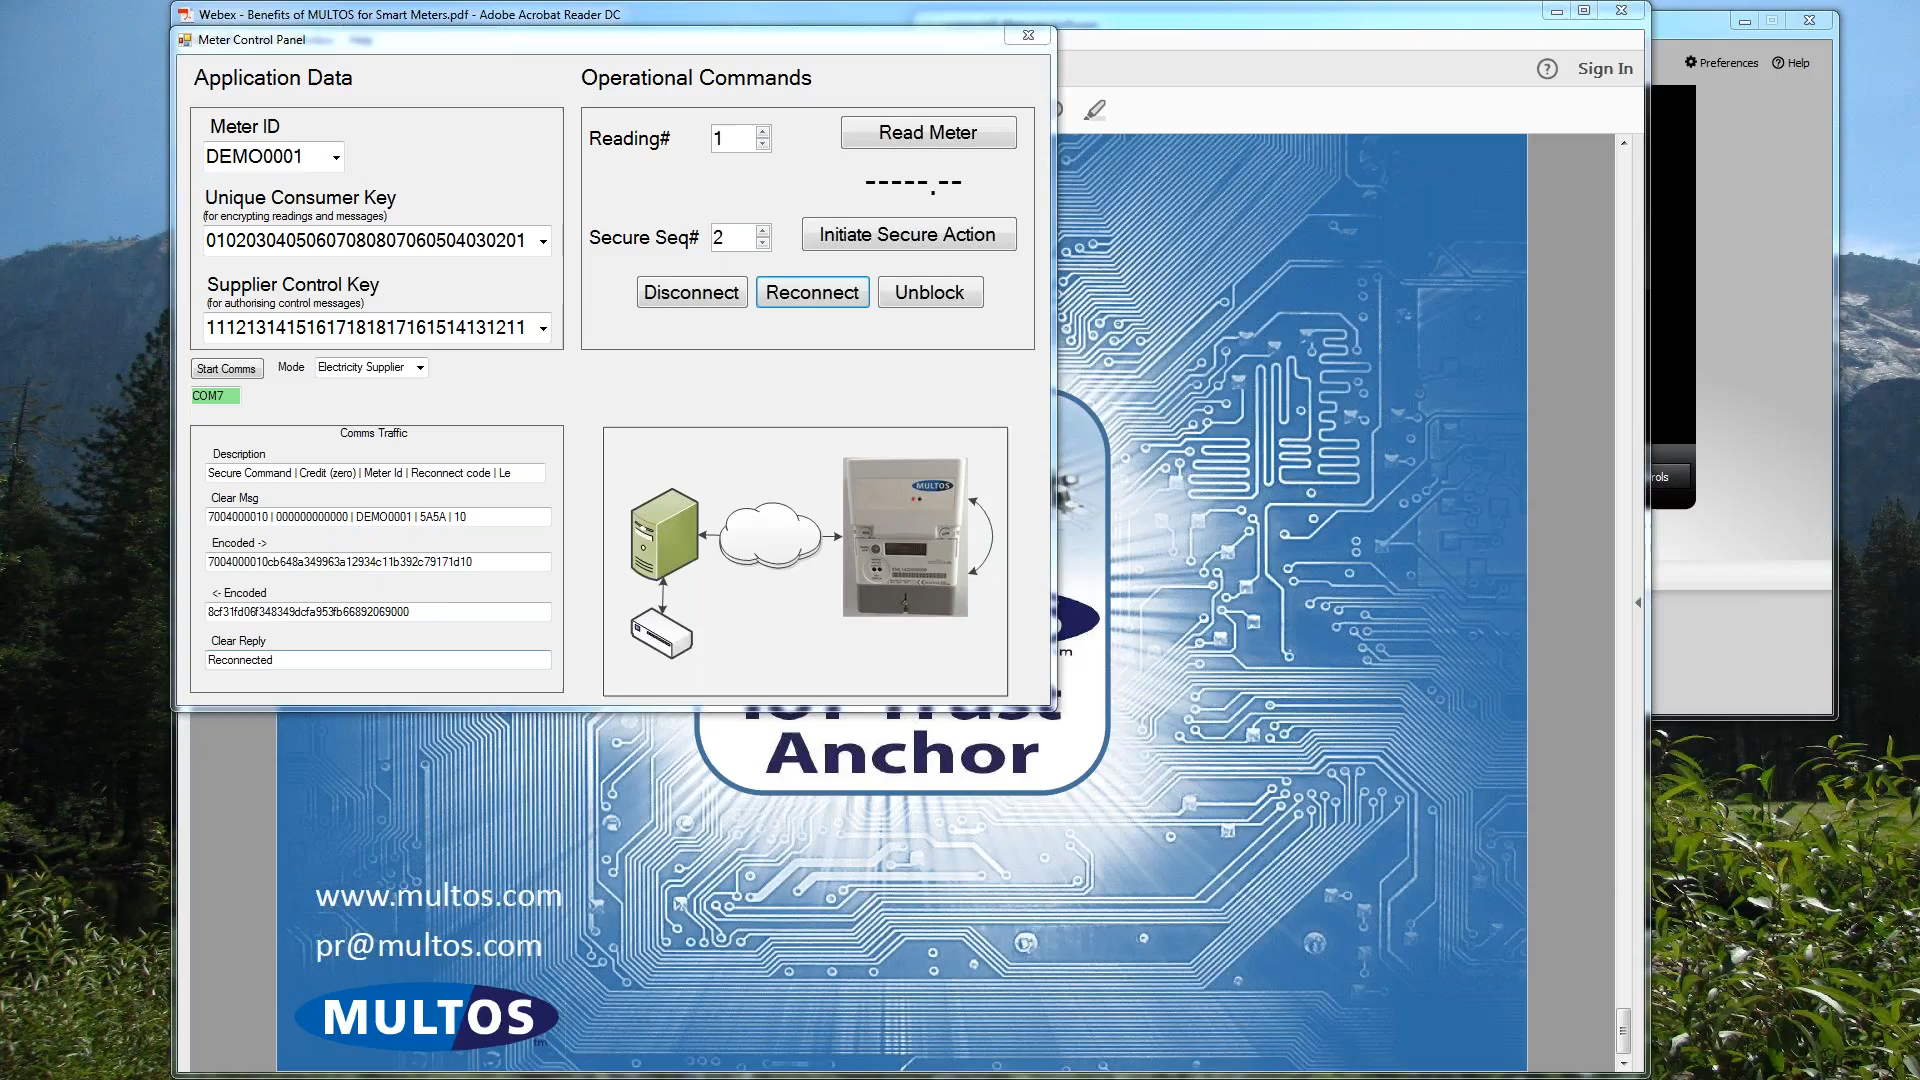 Webex - Benefits of MULTOS for Smart Meters.pdf - Adobe Acrobat Reader DC
Meter Control Panel
Help
Preferences
Help
Sign In
Application Data
Operational Commands
Meter ID
DEMO0001
Unique Consumer Key
(for encrypting readings and messages)
01020304050607080807060504030201
Supplier Control Key
(for authorising control messages)
11121314151617181817161514131211
Reading#
1
Read Meter
-----.--
Secure Seq#
2
Initiate Secure Action
Disconnect
Reconnect
Unblock
Start Comms
Mode
Electricity Supplier
COM7
Comms Traffic
Description
Secure Command | Credit (zero) | Meter Id | Reconnect code | Le
Clear Msg
7004000010 | 000000000000 | DEMO0001 | 5A5A | 10
Encoded ->
7004000010cb648a349963a12934c11b392c79171d10
<- Encoded
8cf31fd06f348349dcfa953fb66892069000
Clear Reply
Reconnected
MULTOS
rols
IoT Trust
Anchor
www.multos.com
pr@multos.com
MULTOS
tm